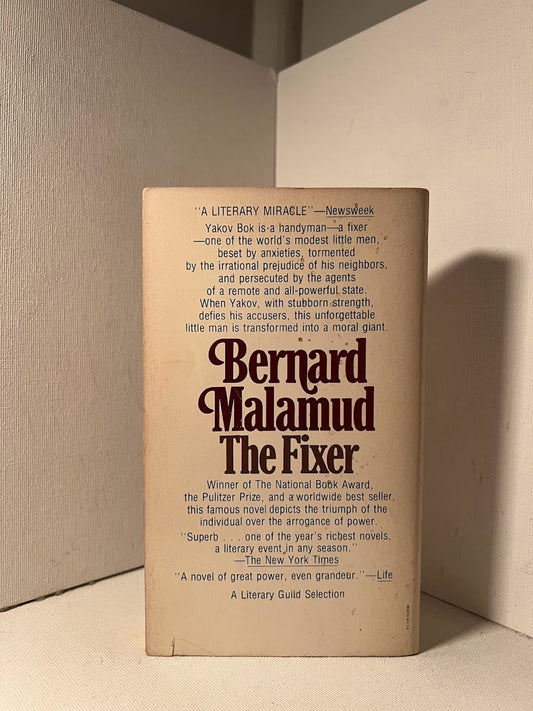 "A LITERARY MIRACLE"—Newsweek
Yakov Bok is a handyman—a fixer
—one of the world's modest little men,
beset by anxieties, tormented
by the irrational prejudice of his neighbors,
and persecuted by the agents
of a remote and all-powerful state.
When Yakov, with stubborn strength,
defies his accusers, this unforgettable
little man is transformed into a moral giant.
Bernard
Malamud
The Fixer
Winner of The National Book Award,
the Pulitzer Prize, and a worldwide best seller,
this famous novel depicts the triumph of the
individual over the arrogance of power.
"Superb . . . one of the year's richest novels,
a literary event in any season."
—The New York Times
"A novel of great power, even grandeur."—Life
A Literary Guild Selection